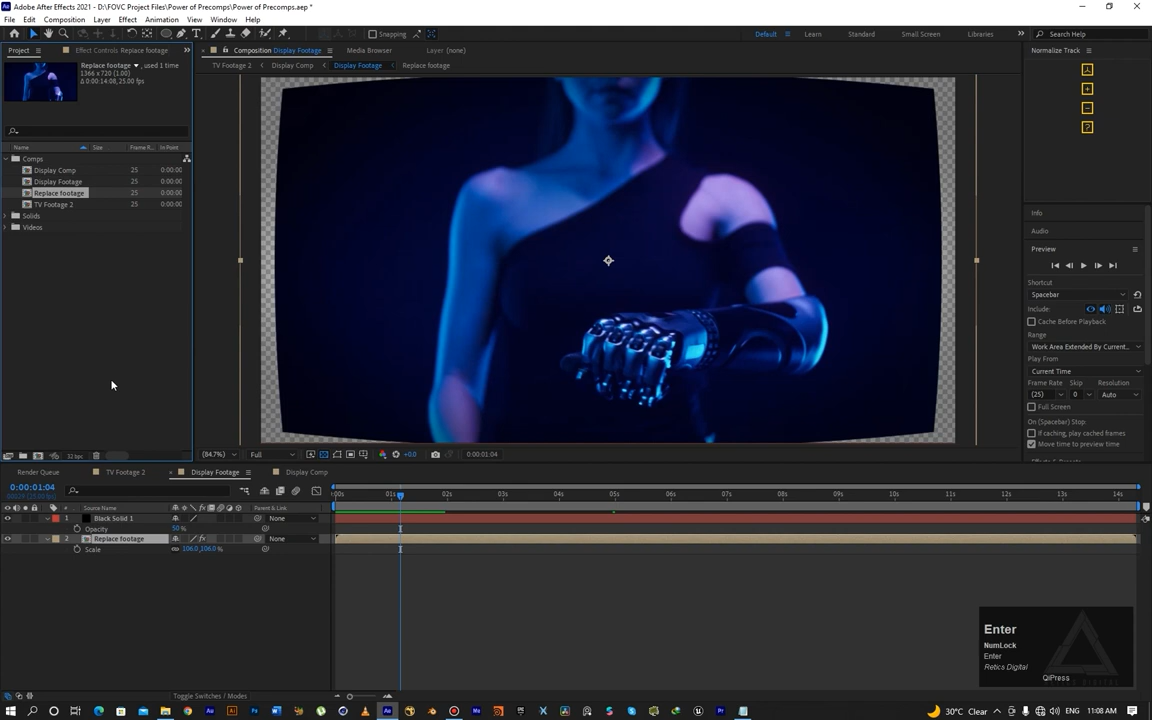 Adobe After Effects 2021 - D:\FOVC Project Files\Power of Precomps\Power of Precomps.aep *
File Edit Composition Layer Effect Animation View Window Help
Snapping Default Learn Standard Small Screen Libraries Search Help
Project Effect Controls Replace footage Composition Display Footage Media Browser Layer (none) Normalize Track
TV Footage 2 Display Comp Display Footage Replace footage
Replace footage , used 1 time
1366 x 720 (1.00)
Δ 0:00:14:08, 25.00 fps
Name Size Frame R... In Point
Comps
Display Comp 25 0:00:00
Display Footage 25 0:00:00
Replace footage 25 0:00:00
TV Footage 2 25 0:00:00
Solids
Videos
Info
Audio
Preview
Shortcut
Spacebar
Include:
Cache Before Playback
Range
Work Area Extended By Current...
Play From
Current Time
Frame Rate Skip Resolution
(25) 0 Auto
Full Screen
On (Spacebar) Stop:
If caching, play cached frames
Move time to preview time
32 bpc (84.7%) Full +0.0 0:00:01:04
Render Queue TV Footage 2 Display Footage Display Comp
0:00:01:04
# Source Name Parent & Link
01s 02s 03s 04s 05s 06s 07s 08s 09s 10s 11s 12s 13s 14s
1 Black Solid 1 None
Opacity 50 %
2 Replace footage None
Scale 106.0,106.0 %
Enter
NumLock
Enter
Retics Digital
QiPress
Toggle Switches / Modes
30°C Clear ENG 11:08 AM